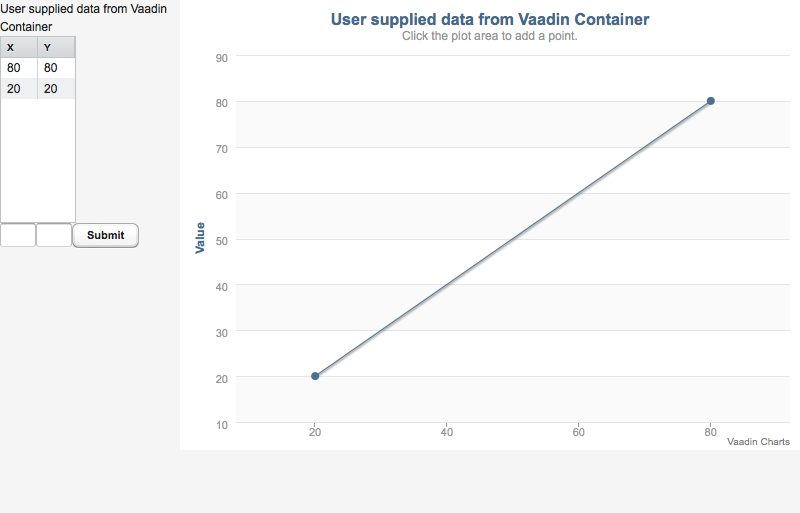 User supplied data from Vaadin
Container
X Y
80 80
20 20
Submit
User supplied data from Vaadin Container
Click the plot area to add a point.
Value
90
80
70
60
50
40
30
20
10
20 40 60 80
Vaadin Charts